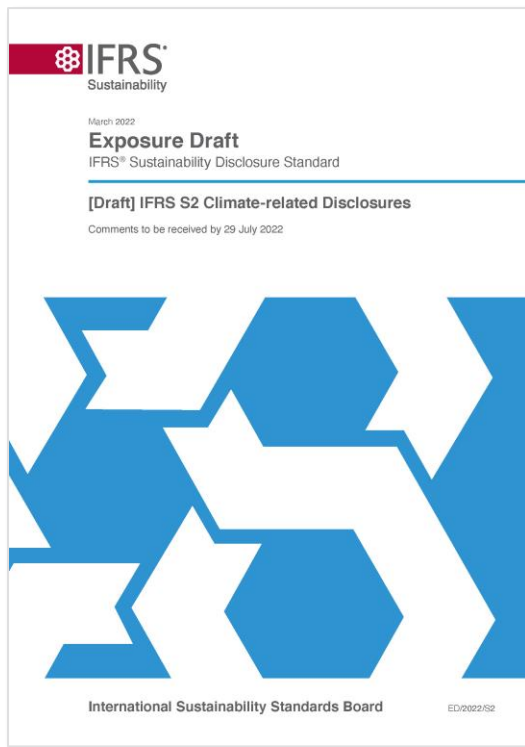 IFRS®
Sustainability
March 2022
Exposure Draft
IFRS® Sustainability Disclosure Standard
[Draft] IFRS S2 Climate-related Disclosures
Comments to be received by 29 July 2022
International Sustainability Standards Board
ED/2022/S2